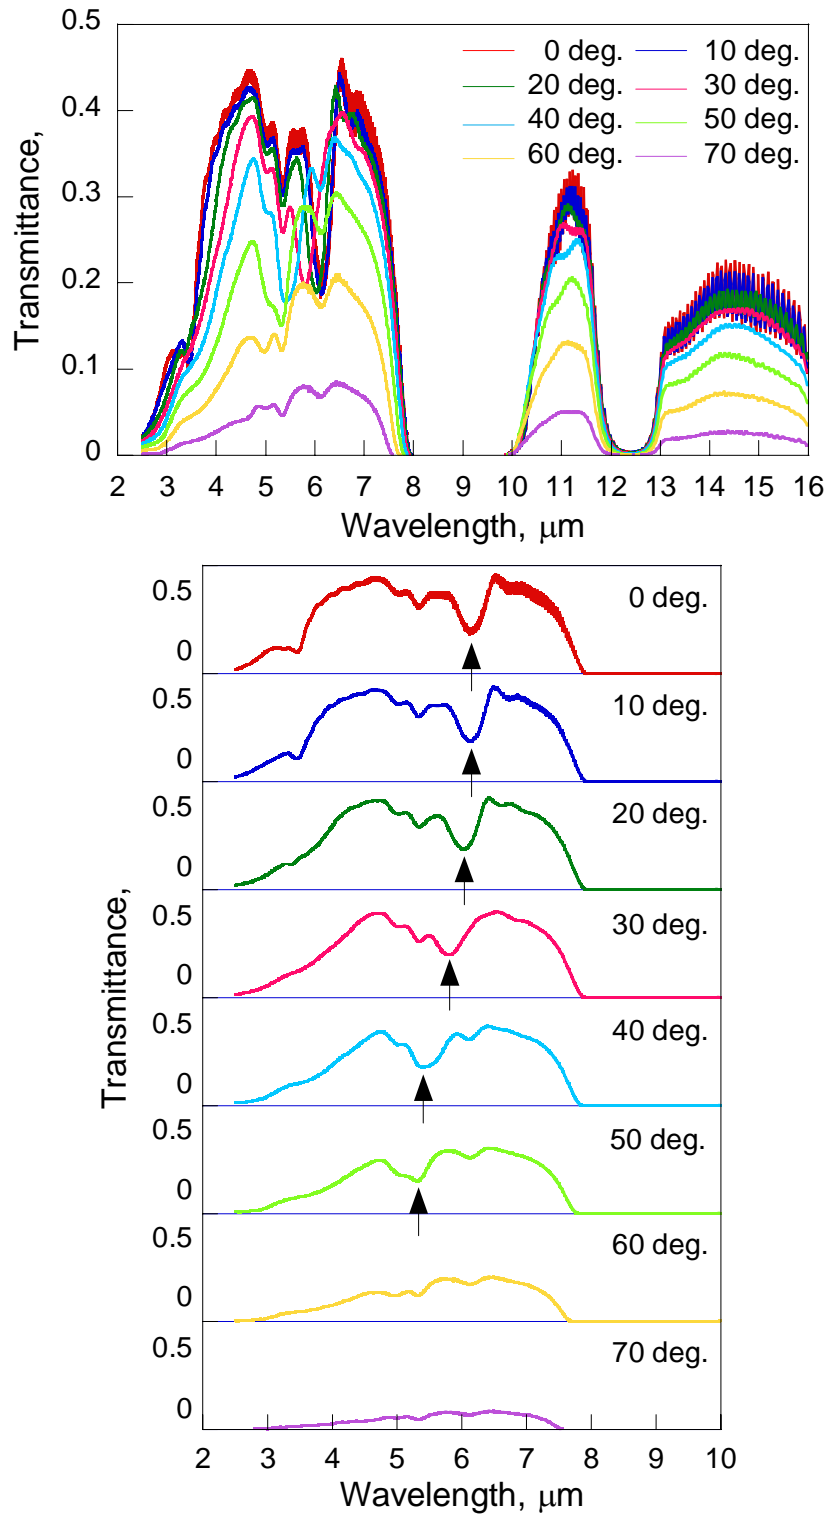 0.5
0 deg. 10 deg.
0.4
20 deg. 30 deg.
40 deg. 50 deg.
0.3
60 deg. 70 deg.
0.2
0.1
0
Transmittance,
2 3 4 5 6 7 8 9 10 11 12 13 14 15 16
Wavelength, μm
0.5
0 deg.
0
0.5
10 deg.
0
0.5
20 deg.
0
0.5
30 deg.
0
0.5
40 deg.
0
0.5
50 deg.
0
0.5
60 deg.
0
0.5
70 deg.
0
Transmittance,
2 3 4 5 6 7 8 9 10
Wavelength, μm